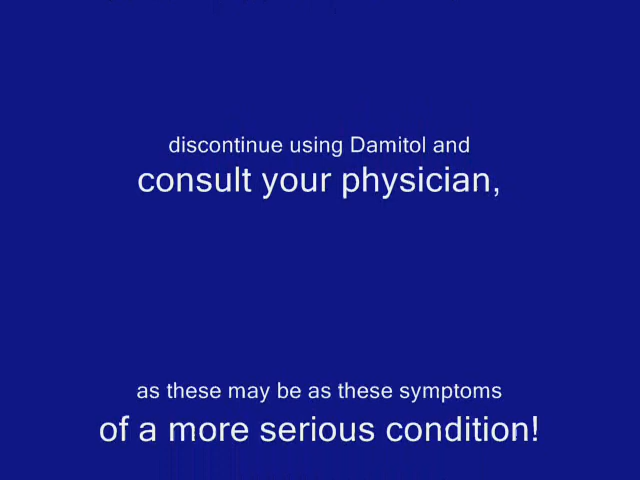 discontinue using Damitol and
consult your physician,
as these may be as these symptoms
of a more serious condition!